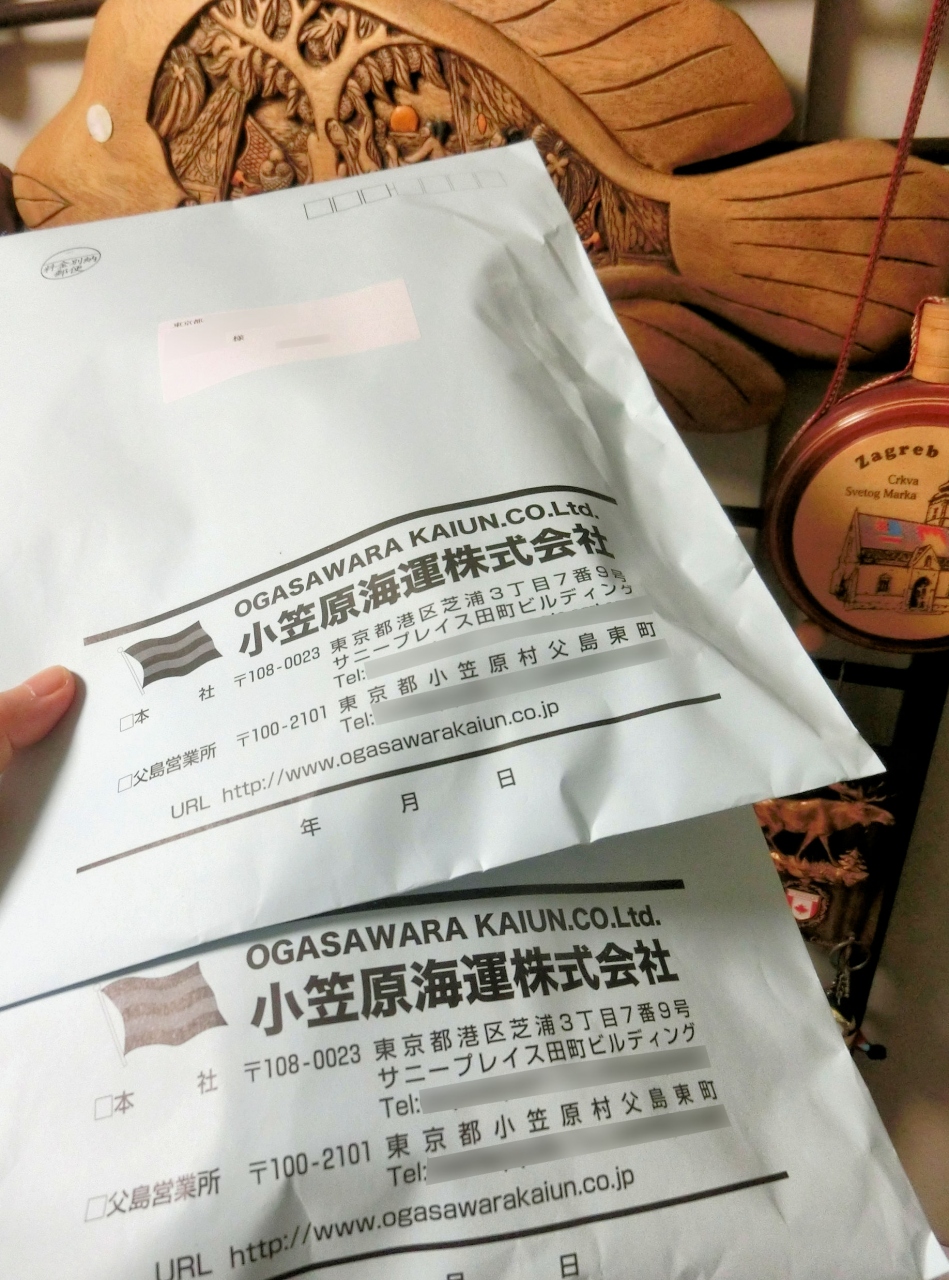 料金別納
郵便
東京都
様
OGASAWARA KAIUN.CO.Ltd.
小笠原海運株式会社
□本 社 〒108-0023 東京都港区芝浦3丁目7番9号
サニープレイス田町ビルディング
Tel:
□父島営業所 〒100-2101 東京都小笠原村父島東町
Tel:
URL http://www.ogasawarakaiun.co.jp
年 月 日
OGASAWARA KAIUN.CO.Ltd.
小笠原海運株式会社
□本 社 〒108-0023 東京都港区芝浦3丁目7番9号
サニープレイス田町ビルディング
Tel:
□父島営業所 〒100-2101 東京都小笠原村父島東町
Tel:
URL http://www.ogasawarakaiun.co.jp
月 日
Zagreb
Crkva
Svetog Marka